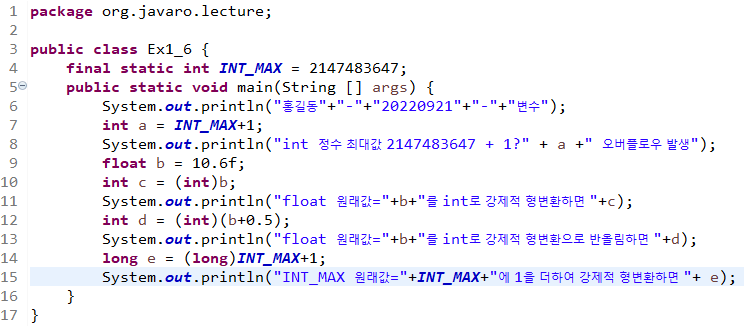 1 package org.javaro.lecture;
2
3 public class Ex1_6 {
4     final static int INT_MAX = 2147483647;
5     public static void main(String [] args) {
6         System.out.println("홍길동"+"-"+"20220921"+"-"+"변수");
7         int a = INT_MAX+1;
8         System.out.println("int 정수 최대값 2147483647 + 1?" + a +" 오버플로우 발생");
9         float b = 10.6f;
10         int c = (int)b;
11         System.out.println("float 원래값="+b+"를 int로 강제적 형변환하면 "+c);
12         int d = (int)(b+0.5);
13         System.out.println("float 원래값="+b+"를 int로 강제적 형변환으로 반올림하면 "+d);
14         long e = (long)INT_MAX+1;
15         System.out.println("INT_MAX 원래값="+INT_MAX+"에 1을 더하여 강제적 형변환하면 "+ e);
16     }
17 }